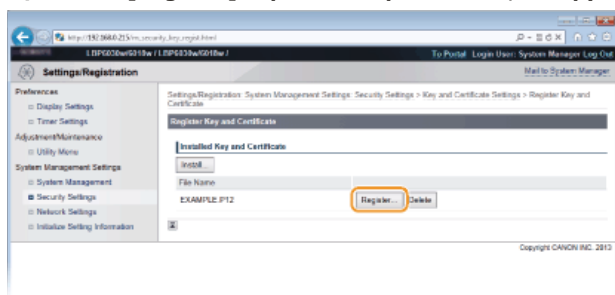 http://192.168.0.215/m_security_key_regist.html
LBP6030w/6018w / LBP6030w/6018w /
To Portal Login User: System Manager Log Out
Settings/Registration
Mail to System Manager
Preferences
Display Settings
Timer Settings
Adjustment/Maintenance
Utility Menu
System Management Settings
System Management
Security Settings
Network Settings
Initialize Setting Information
Settings/Registration: System Management Settings: Security Settings > Key and Certificate Settings > Register Key and
Certificate
Register Key and Certificate
Installed Key and Certificate
Install...
File Name
EXAMPLE.P12
Register...
Delete
Copyright CANON INC. 2013